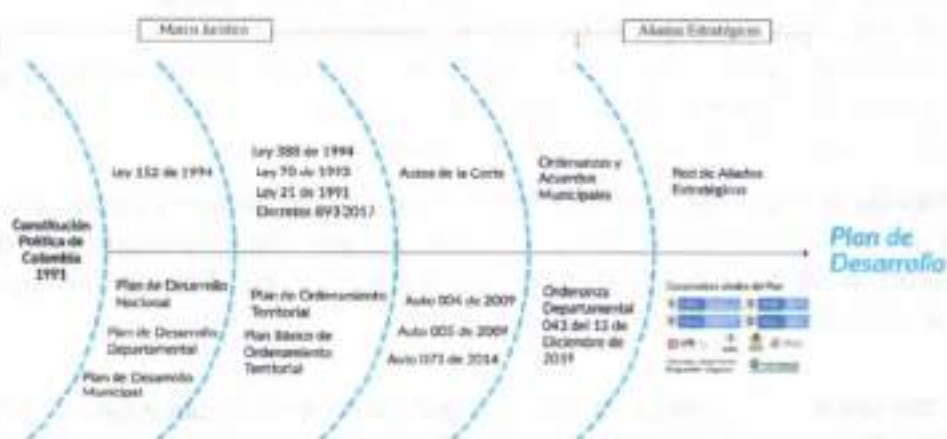 Marco Jurídico
Aliados Estratégicos
Ley 152 de 1994
Ley 388 de 1994
Ley 70 de 1993
Ley 21 de 1991
Decretos 893 2017
Autos de la Corte
Ordenanzas y
Acuerdos
Municipales
Red de Aliados
Estratégicos
Constitución
Política de
Colombia
1991
Plan de
Desarrollo
Plan de Desarrollo
Nacional
Plan de Desarrollo
Departamental
Plan de Desarrollo
Municipal
Plan de Ordenamiento
Territorial
Plan Básico de
Ordenamiento
Territorial
Auto 004 de 2009
Auto 005 de 2009
Auto 073 de 2014
Ordenanza
Departamental
043 del 13 de
Diciembre de
2019